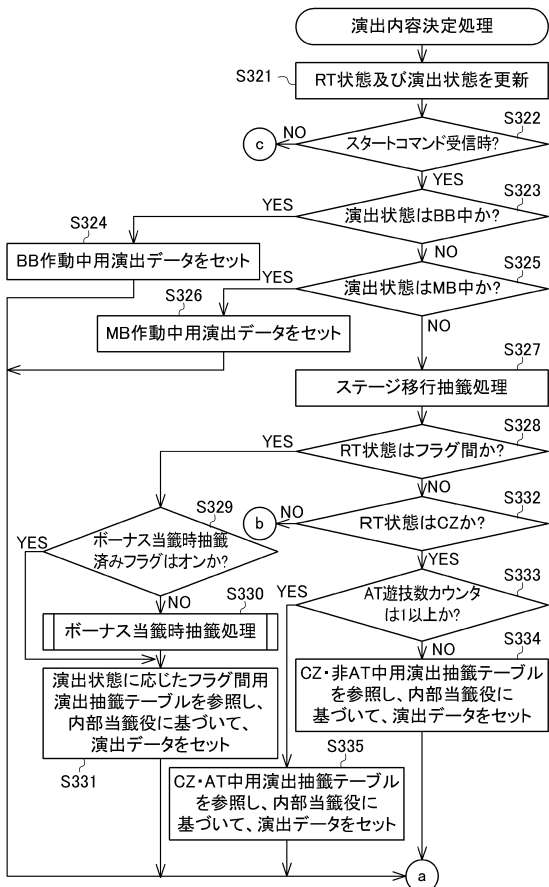 演出内容決定処理
S321
RT状態及び演出状態を更新
S322
スタートコマンド受信時?
NO
c
YES
S323
演出状態はBB中か?
YES
S324
BB作動中用演出データをセット
NO
S325
演出状態はMB中か?
YES
S326
MB作動中用演出データをセット
NO
S327
ステージ移行抽籤処理
S328
RT状態はフラグ間か?
YES
NO
S329
ボーナス当籤時抽籤
済みフラグはオンか?
YES
NO
S330
ボーナス当籤時抽籤処理
演出状態に応じたフラグ間用
演出抽籤テーブルを参照し、
内部当籤役に基づいて、
演出データをセット
S331
S332
RT状態はCZか?
NO
b
YES
S333
AT遊技数カウンタ
は1以上か?
YES
NO
S334
CZ・非AT中用演出抽籤テーブル
を参照し、内部当籤役に
基づいて、演出データをセット
S335
CZ・AT中用演出抽籤テーブル
を参照し、内部当籤役に
基づいて、演出データをセット
a